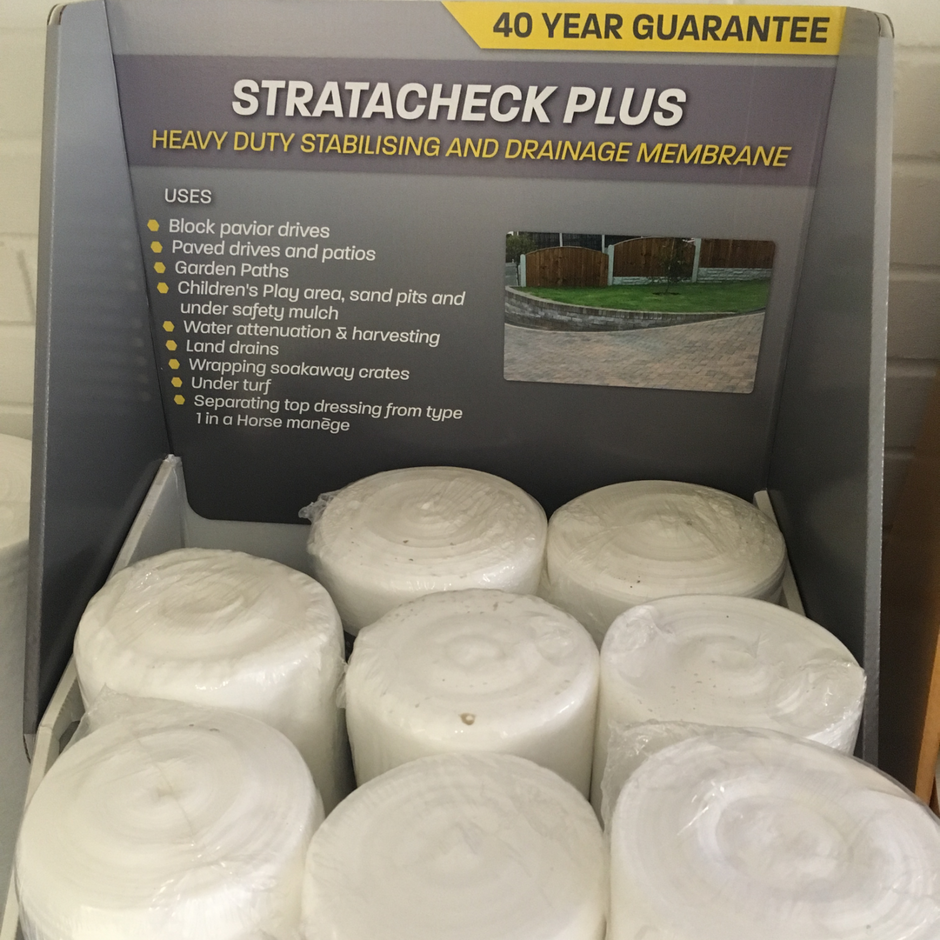 40 YEAR GUARANTEE
STRATACHECK PLUS
HEAVY DUTY STABILISING AND DRAINAGE MEMBRANE
USES
Block pavior drives
Paved drives and patios
Garden Paths
Children's Play area, sand pits and
under safety mulch
Water attenuation & harvesting
Land drains
Wrapping soakaway crates
Under turf
Separating top dressing from type
1 in a Horse manēge